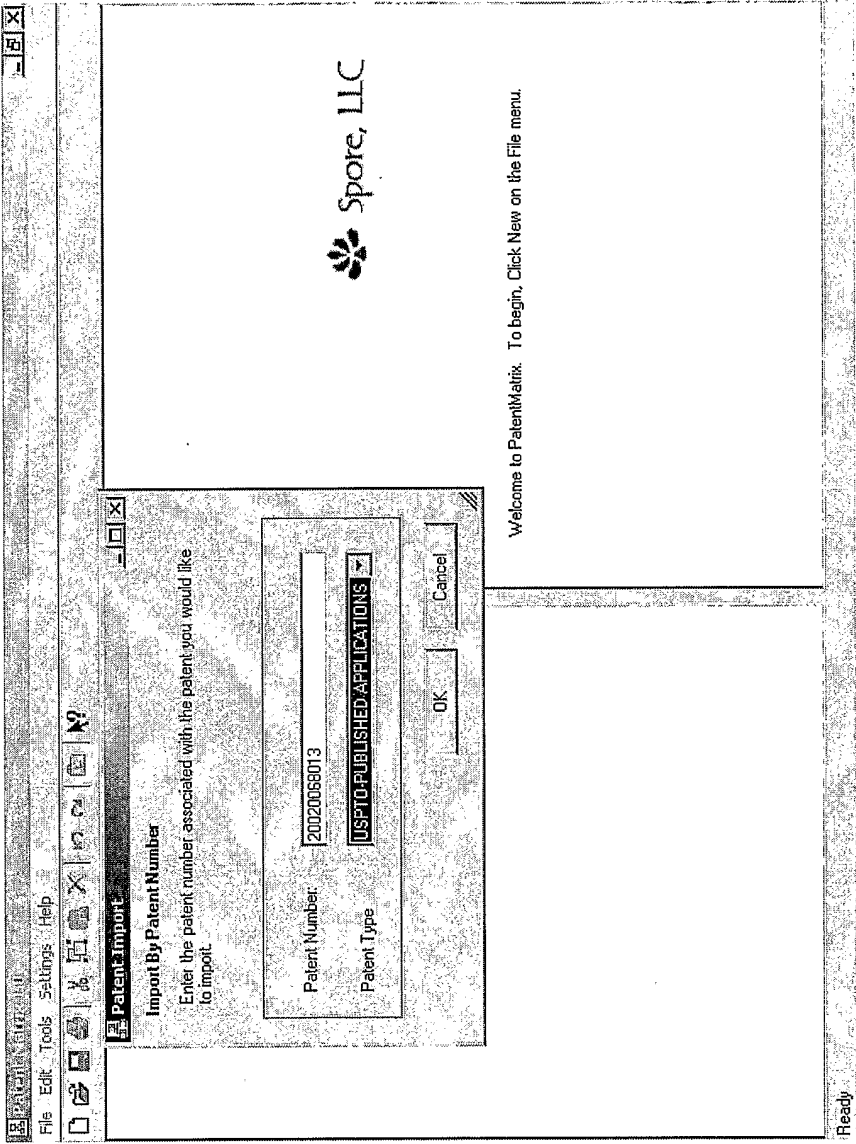 File Edit Tools Settings Help
Patent Import
Import By Patent Number
Enter the patent number associated with the patent you would like
to import.
Patent Number: 20020068013
Patent Type USPTO-PUBLISHED APPLICATIONS
OK Cancel
Spore, LLC
Welcome to PatentMatrix. To begin, Click New on the File menu.
Ready